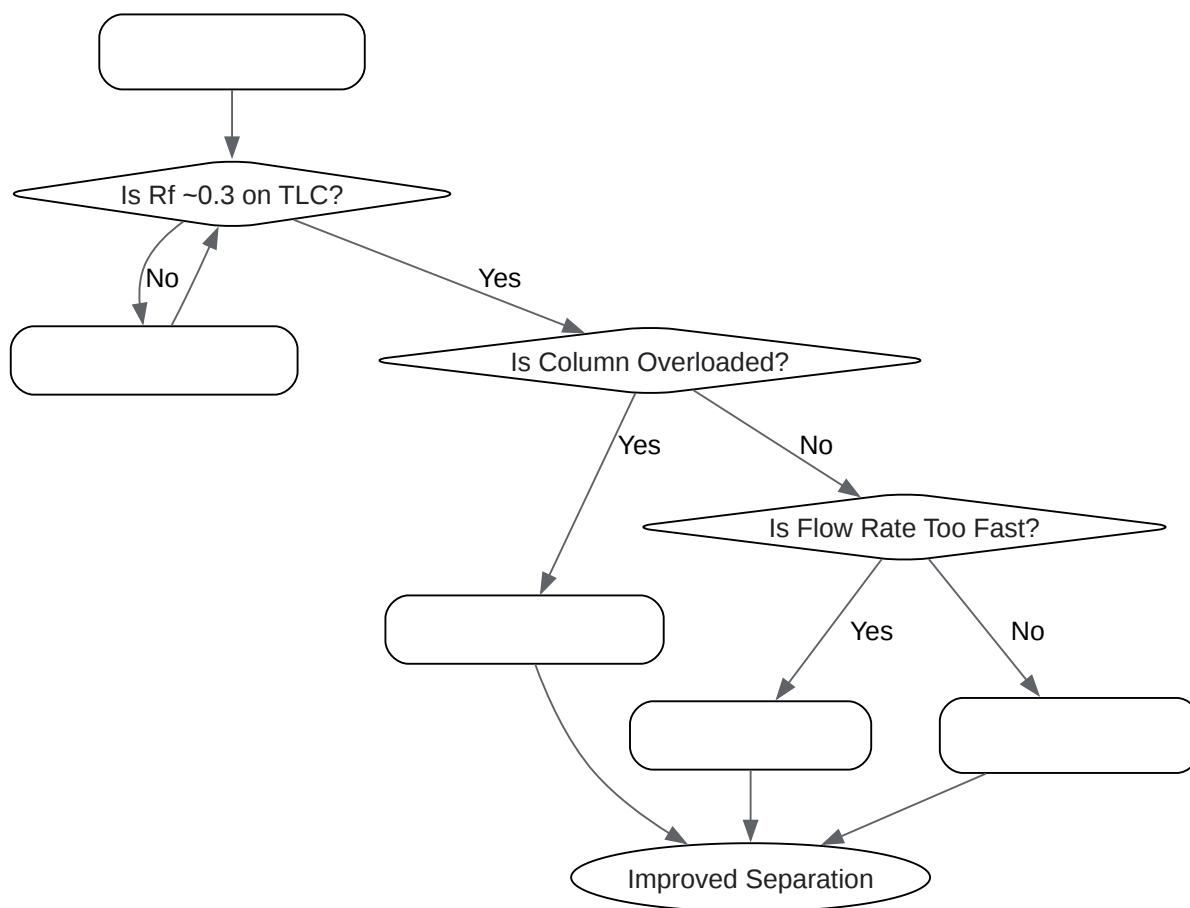 Is Rf ~0.3 on TLC?
No
Yes
Is Column Overloaded?
Yes
No
Is Flow Rate Too Fast?
Yes
No
Improved Separation